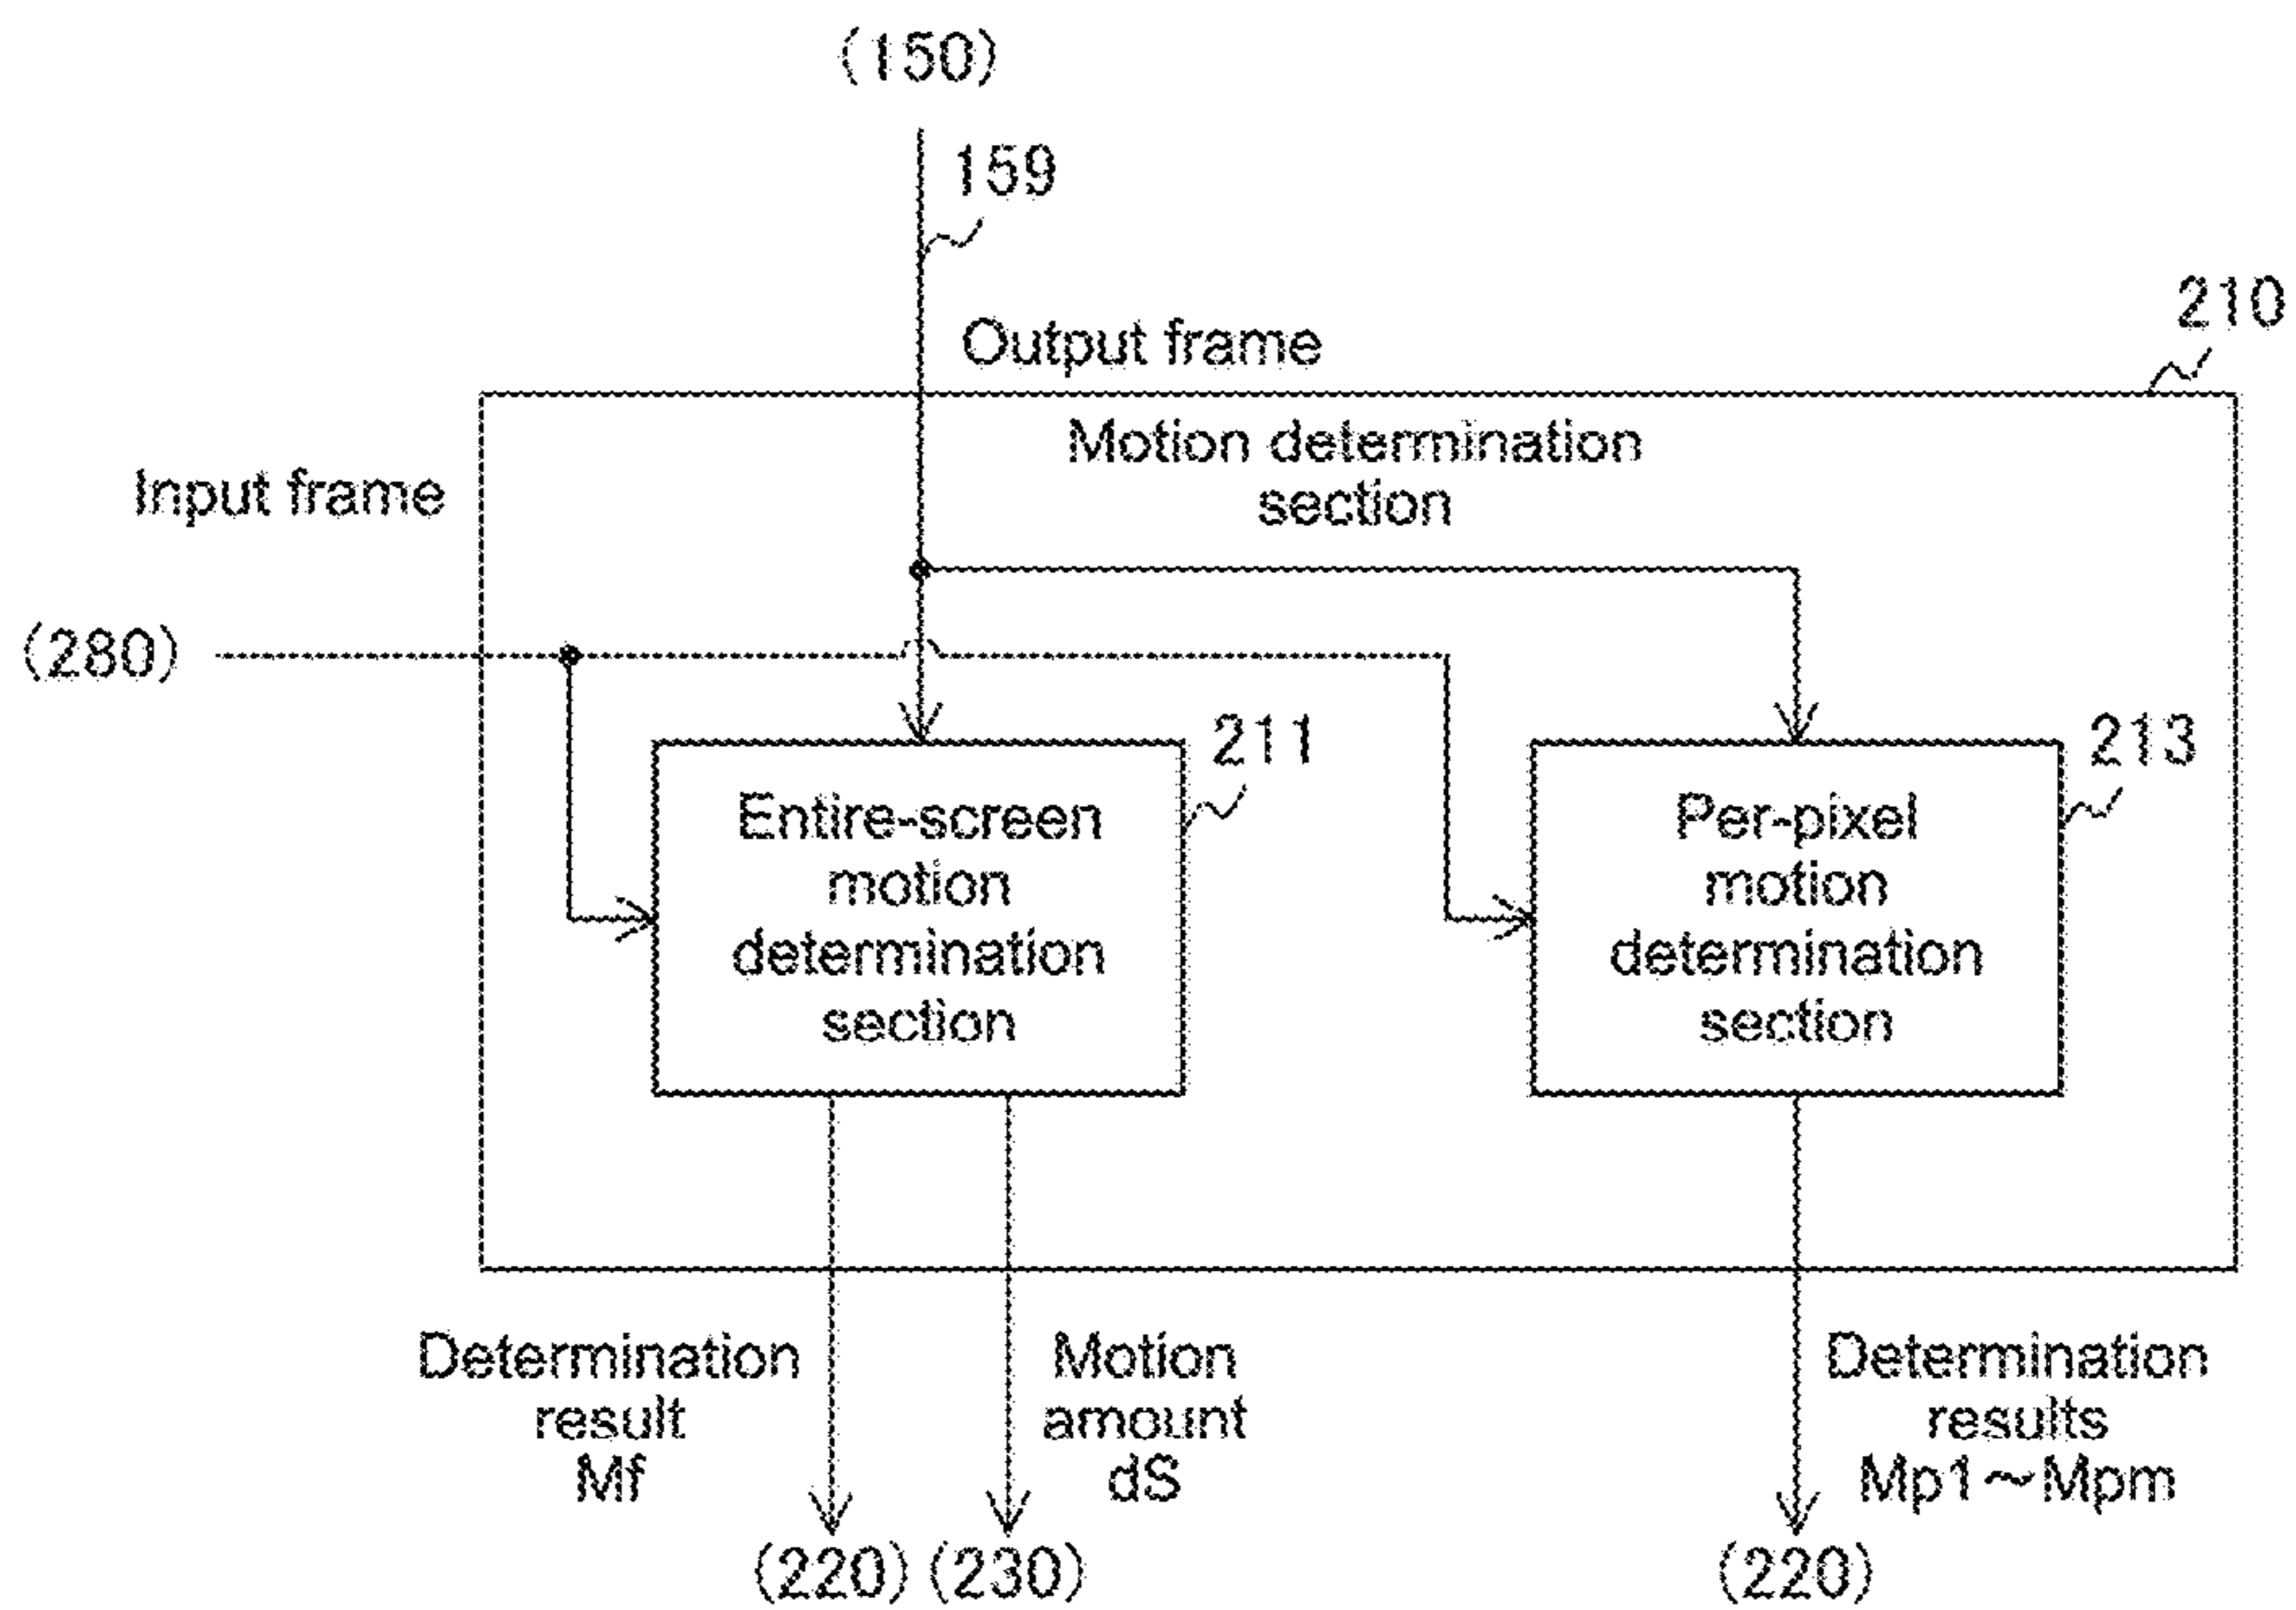 (150)
159
210
Output frame
Motion determination
section
Input frame
(280)
211
213
Entire-screen
motion
determination
section
Per-pixel
motion
determination
section
Determination
result
Mf
Motion
amount
dS
Determination
results
Mp1～Mpm
(220)
(230)
(220)